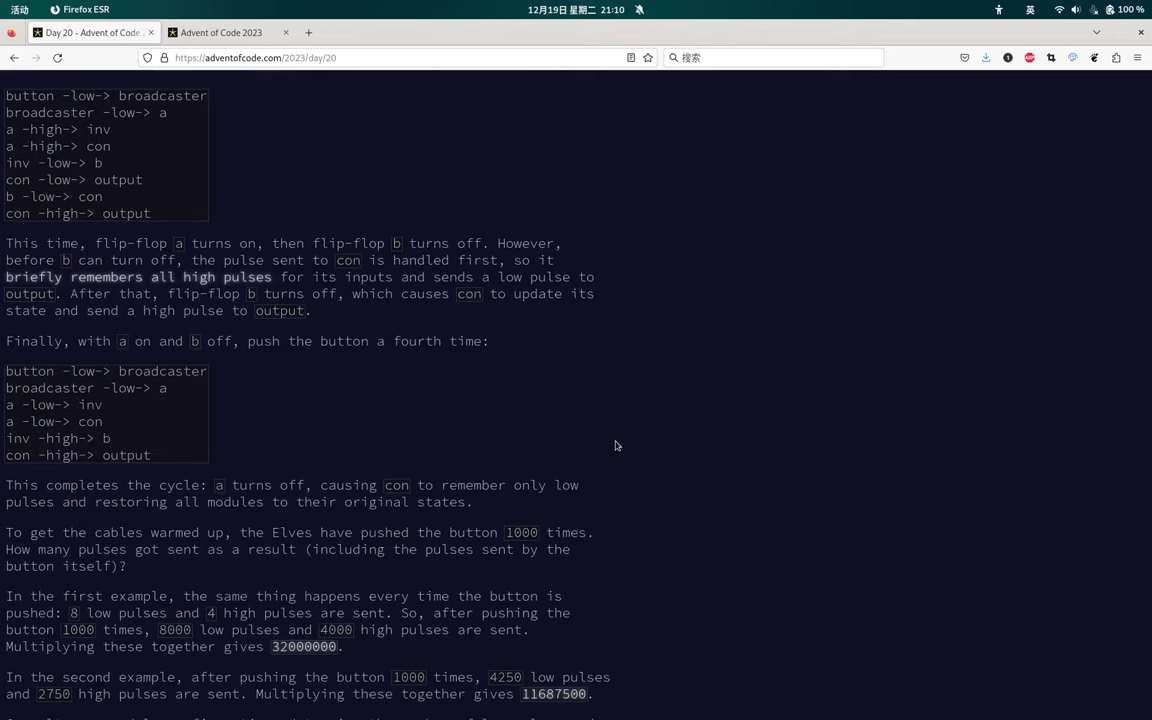 活动
Firefox ESR
12月19日 星期二 21:10
英
100 %
Day 20 - Advent of Code 2
Advent of Code 2023
https://adventofcode.com/2023/day/20
搜索
button -low-> broadcaster
broadcaster -low-> a
a -high-> inv
a -high-> con
inv -low-> b
con -low-> output
b -low-> con
con -high-> output
This time, flip-flop a turns on, then flip-flop b turns off. However,
before b can turn off, the pulse sent to con is handled first, so it
briefly remembers all high pulses for its inputs and sends a low pulse to
output. After that, flip-flop b turns off, which causes con to update its
state and send a high pulse to output.
Finally, with a on and b off, push the button a fourth time:
button -low-> broadcaster
broadcaster -low-> a
a -low-> inv
a -low-> con
inv -high-> b
con -high-> output
This completes the cycle: a turns off, causing con to remember only low
pulses and restoring all modules to their original states.
To get the cables warmed up, the Elves have pushed the button 1000 times.
How many pulses got sent as a result (including the pulses sent by the
button itself)?
In the first example, the same thing happens every time the button is
pushed: 8 low pulses and 4 high pulses are sent. So, after pushing the
button 1000 times, 8000 low pulses and 4000 high pulses are sent.
Multiplying these together gives 32000000.
In the second example, after pushing the button 1000 times, 4250 low pulses
and 2750 high pulses are sent. Multiplying these together gives 11687500.